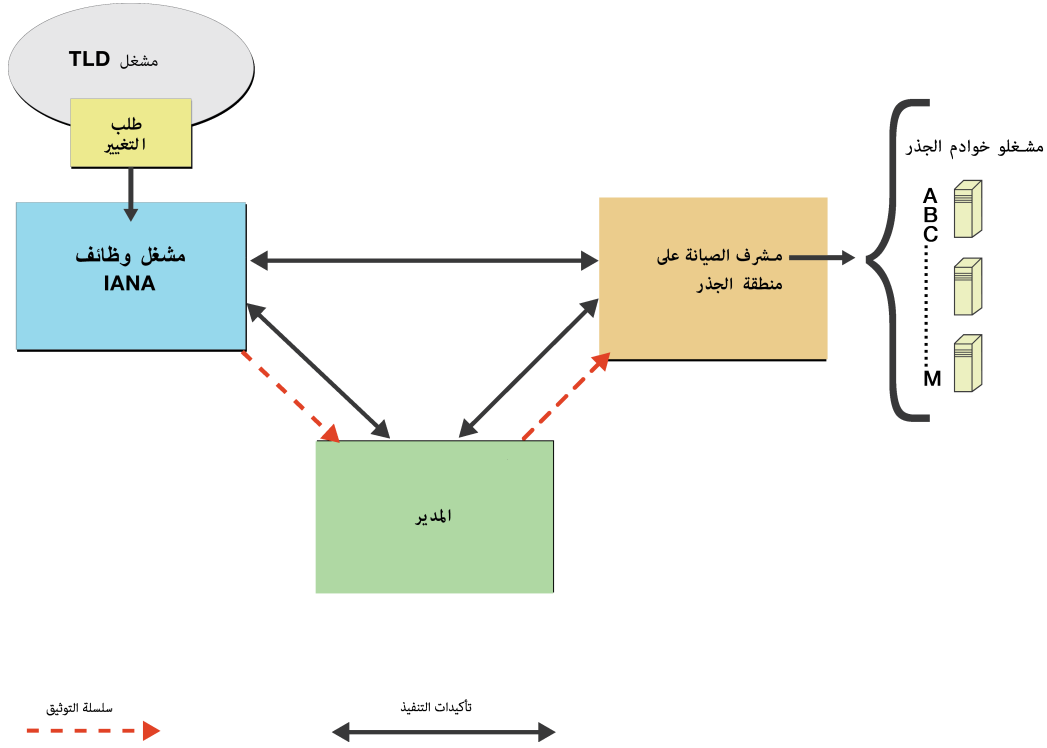 مشغل TLD
طلب
التغيير
مشغل وظائف
IANA
مشرف الصيانة على
منطقة الجذر
مشغلو خوادم الجذر
A
B
C
M
المدير
سلسلة التوثيق
تأكيدات التنفيذ